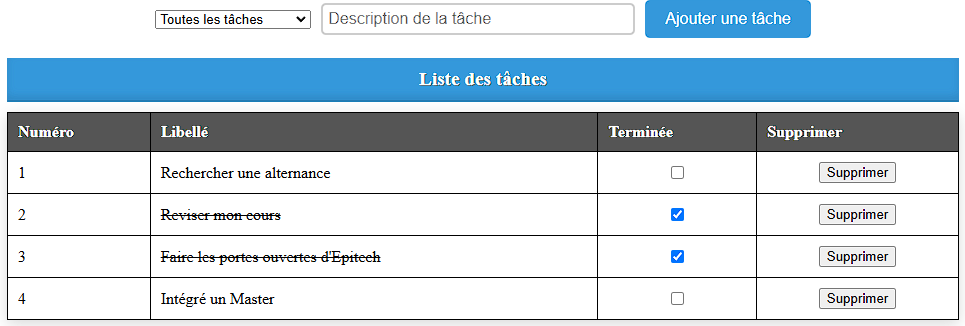 Toutes les tâches Description de la tâche Ajouter une tâche
Liste des tâches
Numéro Libellé Terminée Supprimer
1 Rechercher une alternance Supprimer
2 Reviser mon cours Supprimer
3 Faire les portes ouvertes d'Epitech Supprimer
4 Intégré un Master Supprimer